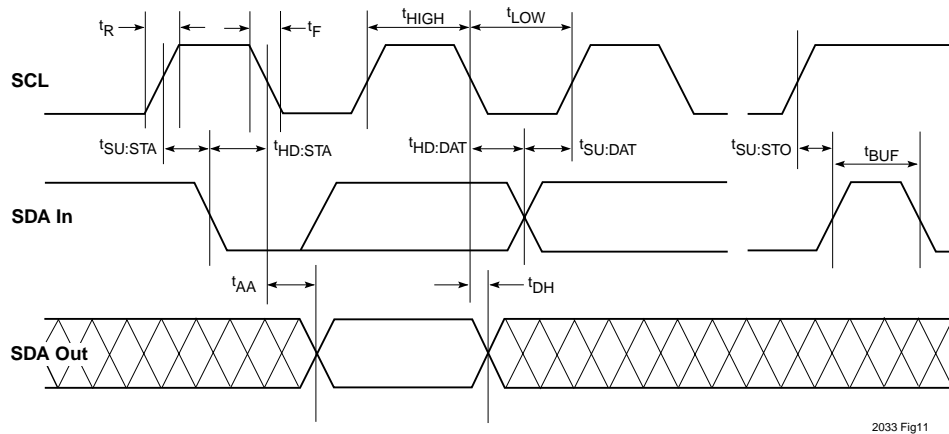 tR
tF
tHIGH
tLOW
SCL
tSU:STA
tHD:STA
tHD:DAT
tSU:DAT
tSU:STO
tBUF
SDA In
tAA
tDH
SDA Out
2033 Fig11